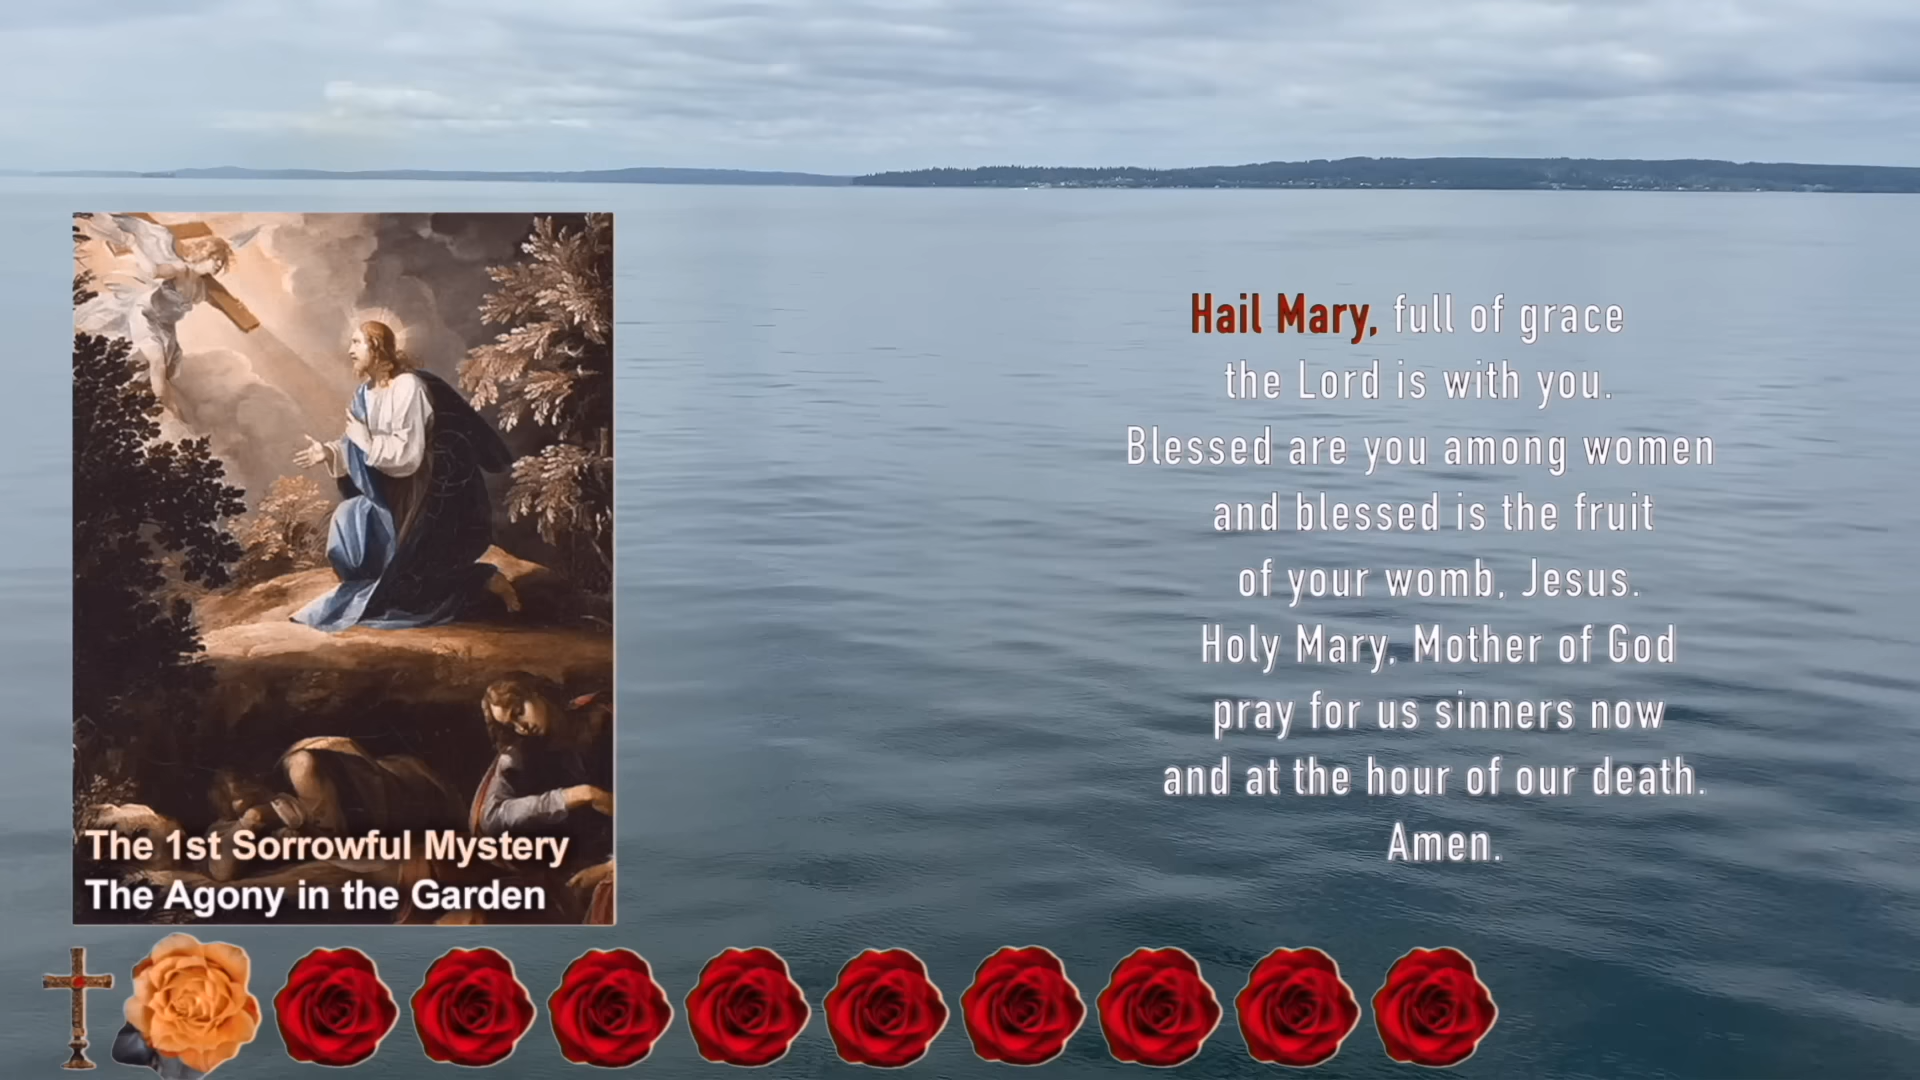 Hail Mary, full of grace
the Lord is with you.
Blessed are you among women
and blessed is the fruit
of your womb, Jesus.
Holy Mary, Mother of God
pray for us sinners now
and at the hour of our death.
Amen.
The 1st Sorrowful Mystery
The Agony in the Garden